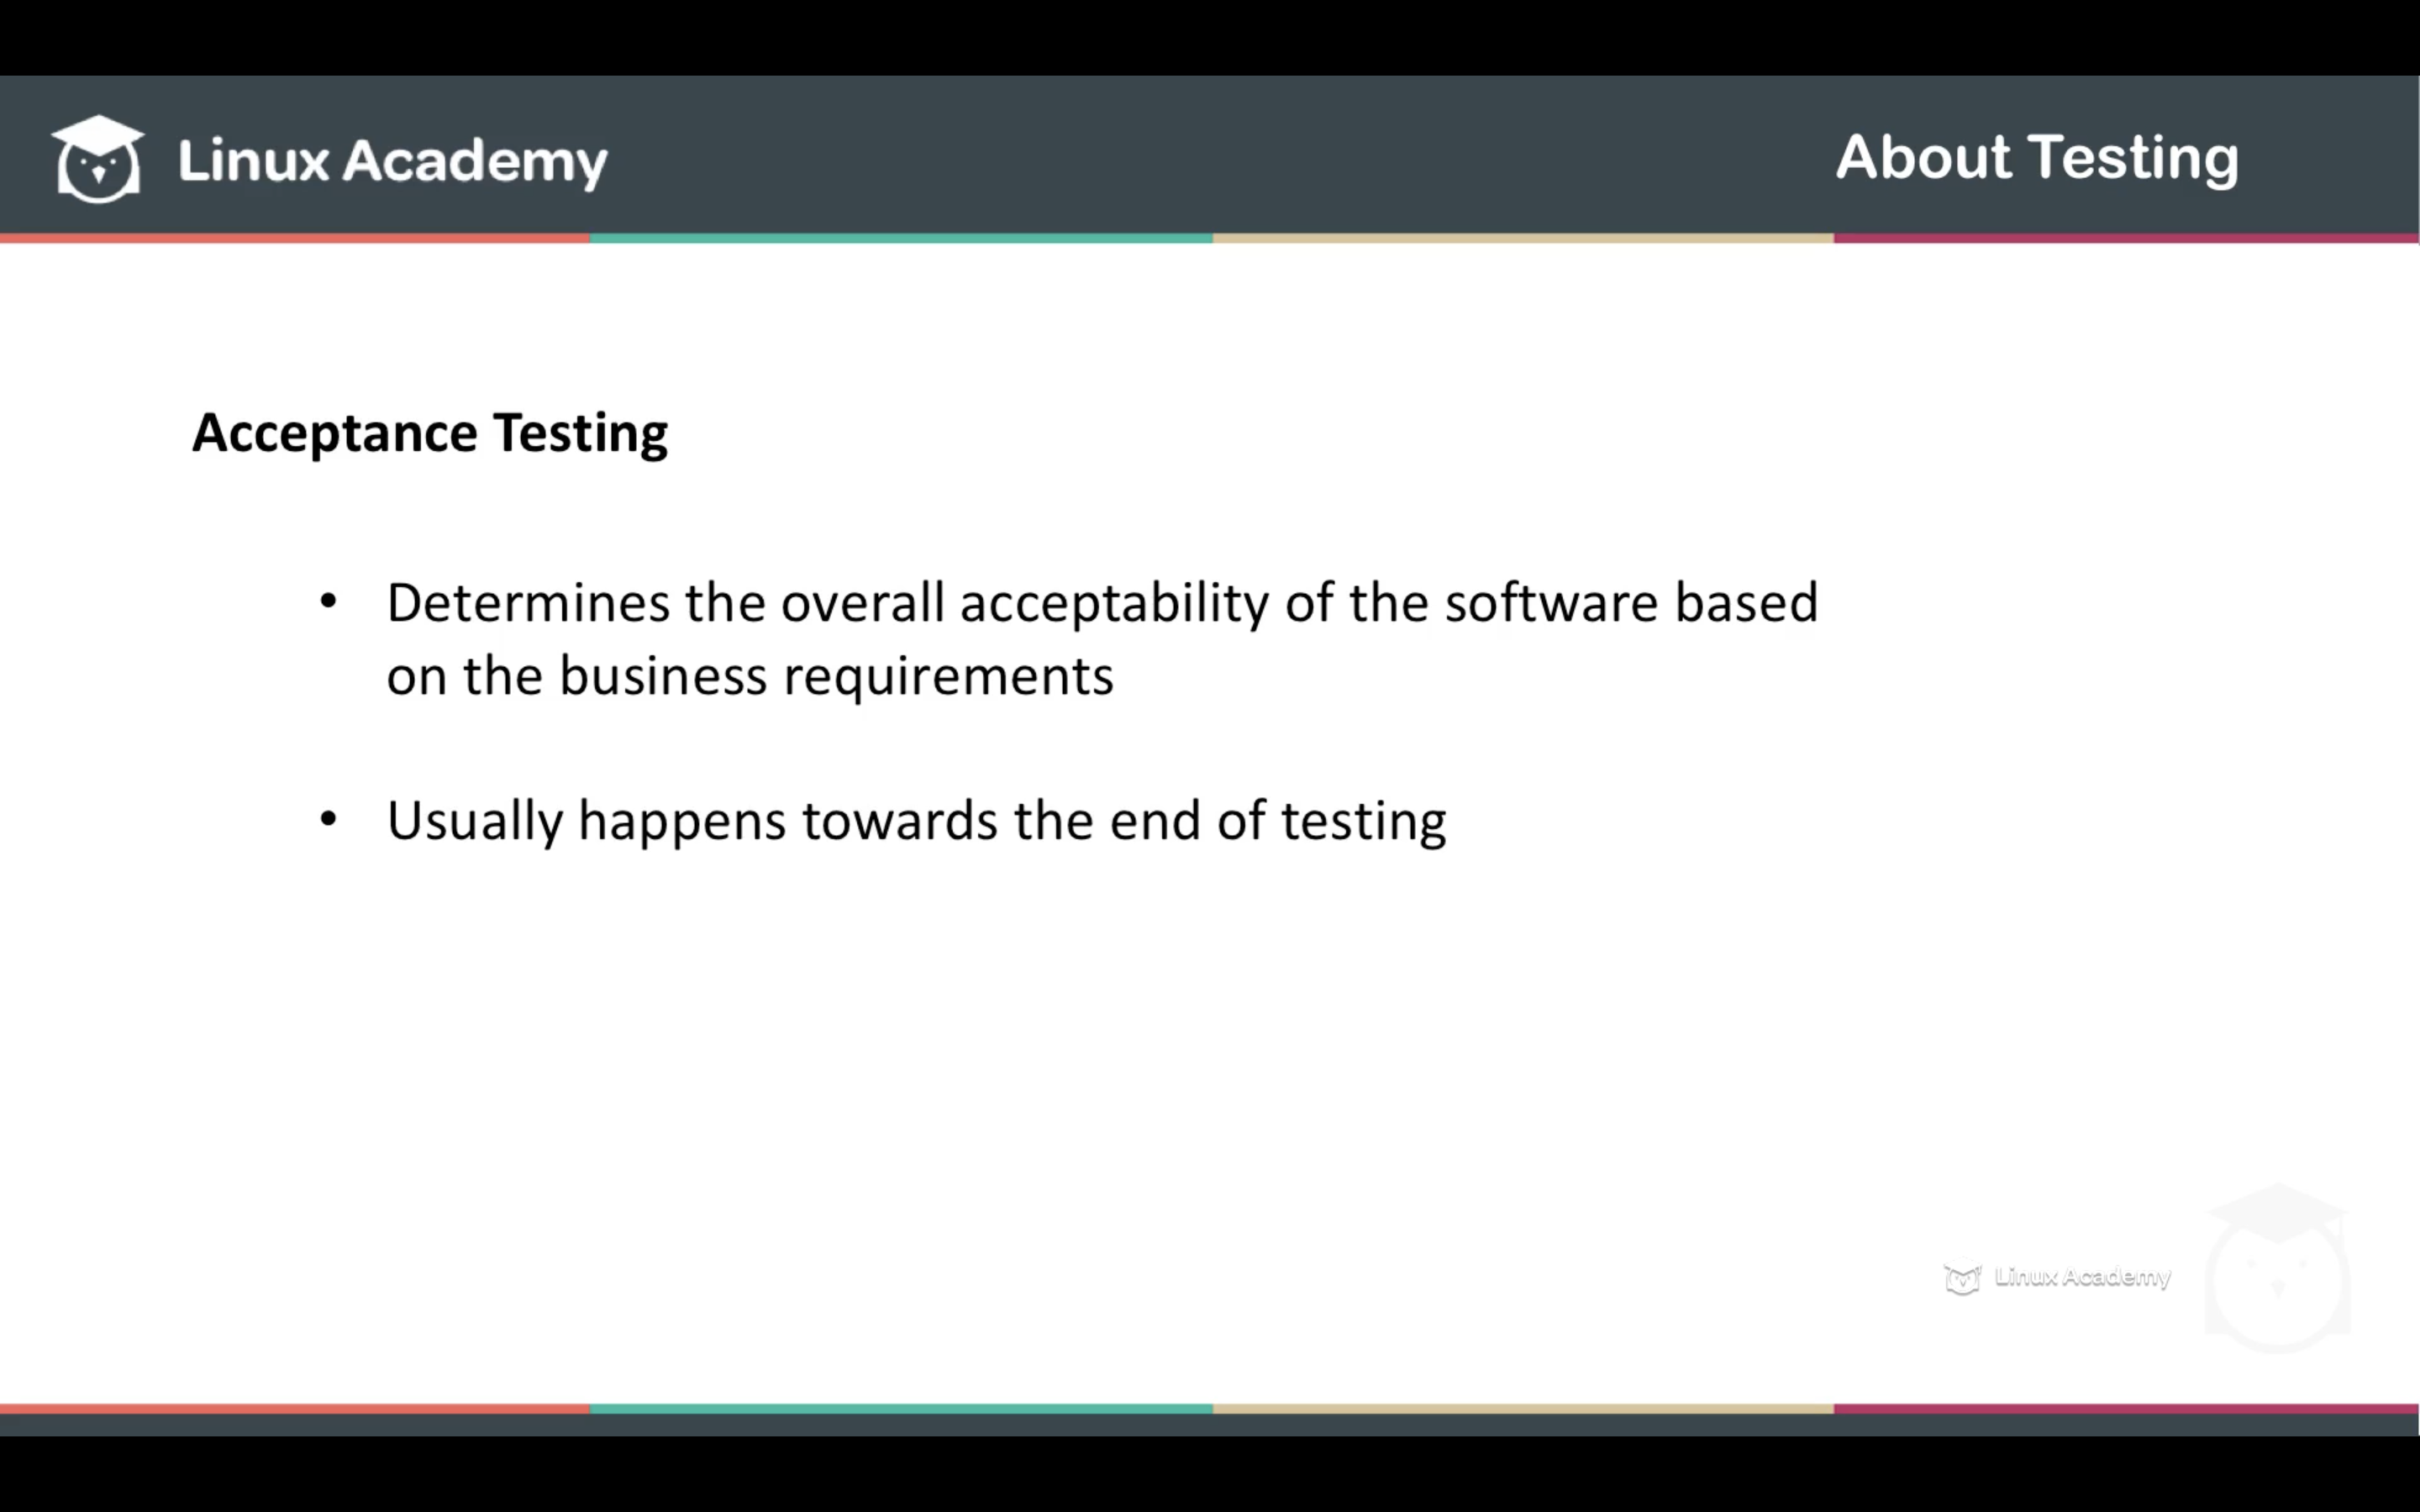 Linux Academy
About Testing
Acceptance Testing
• Determines the overall acceptability of the software based
on the business requirements
• Usually happens towards the end of testing
Linux Academy